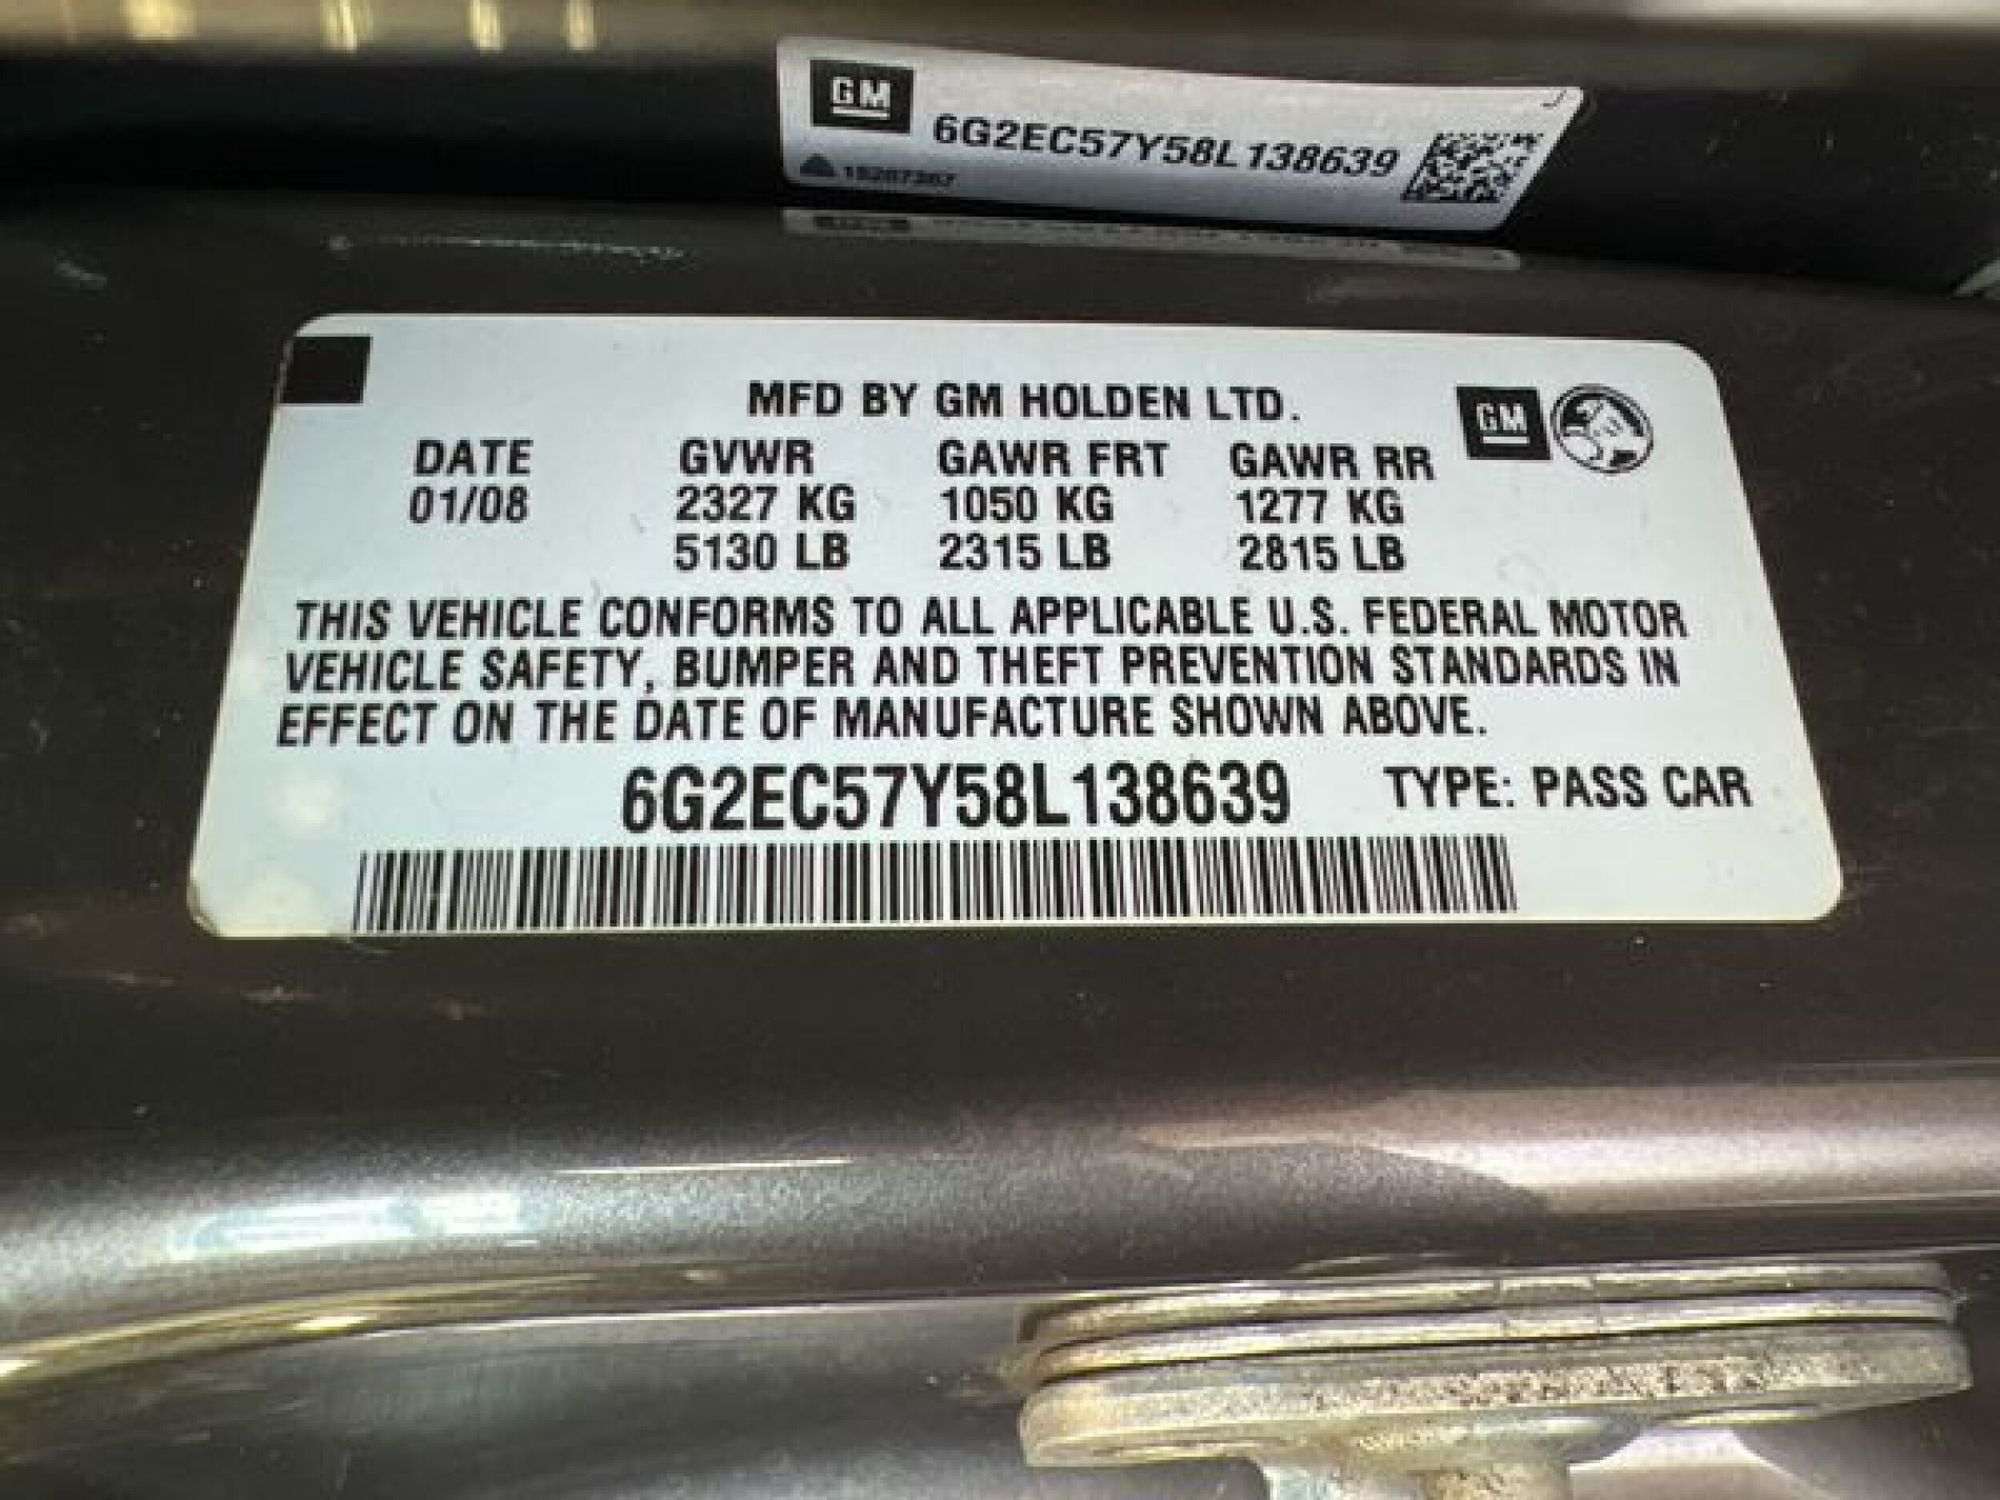 GM
6G2EC57Y58L138639
MFD BY GM HOLDEN LTD.
GM
DATE GVWR GAWR FRT GAWR RR
01/08 2327 KG 1050 KG 1277 KG
5130 LB 2315 LB 2815 LB
THIS VEHICLE CONFORMS TO ALL APPLICABLE U.S. FEDERAL MOTOR
VEHICLE SAFETY, BUMPER AND THEFT PREVENTION STANDARDS IN
EFFECT ON THE DATE OF MANUFACTURE SHOWN ABOVE.
6G2EC57Y58L138639 TYPE: PASS CAR